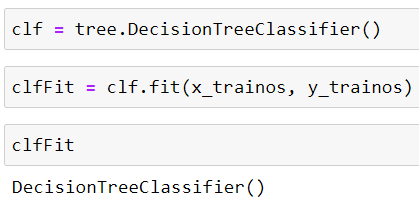 clf = tree.DecisionTreeClassifier()
clfFit = clf.fit(x_trainos, y_trainos)
clfFit
DecisionTreeClassifier()